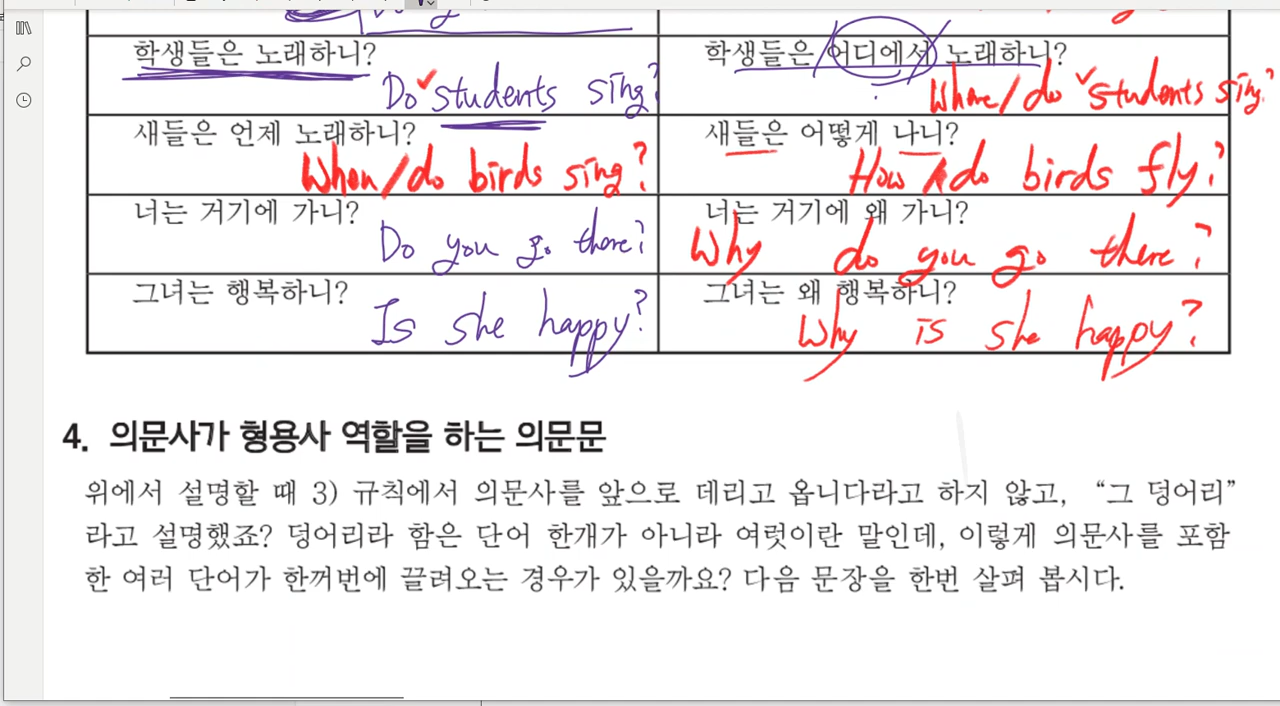 학생들은 노래하니?
Do students sing?
학생들은 어디에서 노래하니?
Where/do students sing?
새들은 언제 노래하니?
When/do birds sing?
새들은 어떻게 나니?
How/do birds fly?
너는 거기에 가니?
Do you go there?
너는 거기에 왜 가니?
Why do you go there?
그녀는 행복하니?
Is she happy?
그녀는 왜 행복하니?
Why is she happy?
4. 의문사가 형용사 역할을 하는 의문문
위에서 설명할 때 3) 규칙에서 의문사를 앞으로 데리고 옵니다라고 하지 않고, “그 덩어리”
라고 설명했죠? 덩어리라 함은 단어 한개가 아니라 여럿이란 말인데, 이렇게 의문사를 포함
한 여러 단어가 한꺼번에 끌려오는 경우가 있을까요? 다음 문장을 한번 살펴 봅시다.